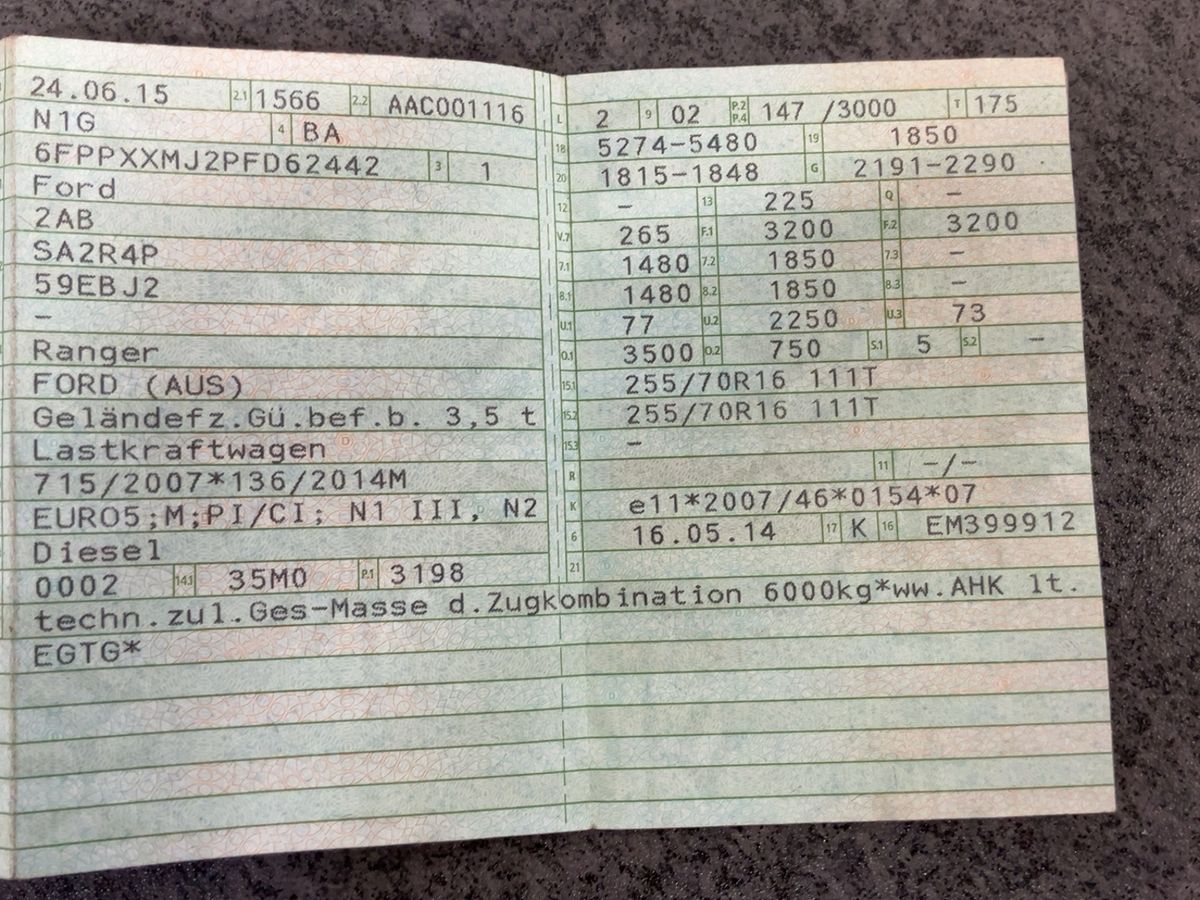 24.06.15 2.1 1566 2.2 AAC001116
N1G 4 BA
6FPPXXMJ2PFD62442 3 1
Ford
2AB
SA2R4P
59EBJ2
–
Ranger
FORD (AUS)
Geländefz.Gü.bef.b. 3,5 t
Lastkraftwagen
715/2007*136/2014M
EURO5;M;PI/CI; N1 III, N2
Diesel
0002 14.1 35M0 P.1 3198
L 2 9 02 P.2 P.4 147 /3000 T 175
18 5274–5480 19 1850
20 1815–1848 G 2191–2290
12 – 13 225 Q –
V.7 265 F.1 3200 F.2 3200
7.1 1480 7.2 1850 7.3 –
8.1 1480 8.2 1850 8.3 –
U.1 77 U.2 2250 U.3 73
O.1 3500 O.2 750 S.1 5 S.2 –
15.1 255/70R16 111T
15.2 255/70R16 111T
15.3 –
R 11 –/–
K e11*2007/46*0154*07
6 16.05.14 17 K 16 EM399912
21
techn.zul.Ges–Masse d.Zugkombination 6000kg*ww.AHK lt.
EGTG*